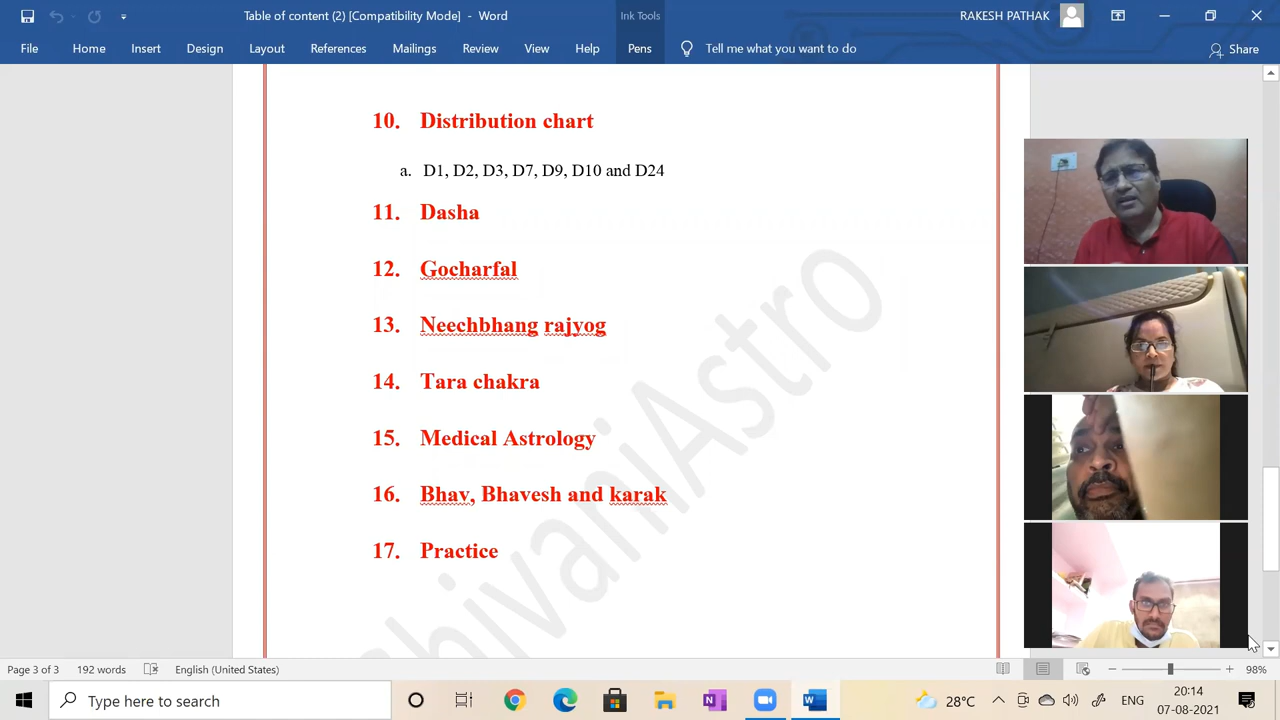 Table of content (2) [Compatibility Mode] - Word
Ink Tools
RAKESH PATHAK
File Home Insert Design Layout References Mailings Review View Help Pens Tell me what you want to do Share
10. Distribution chart
a. D1, D2, D3, D7, D9, D10 and D24
11. Dasha
12. Gocharfal
13. Neechbhang rajyog
14. Tara chakra
15. Medical Astrology
16. Bhav, Bhavesh and karak
17. Practice
ShivaniAstro
Page 3 of 3 192 words English (United States) 98%
Type here to search
28°C ENG
20:14
07-08-2021